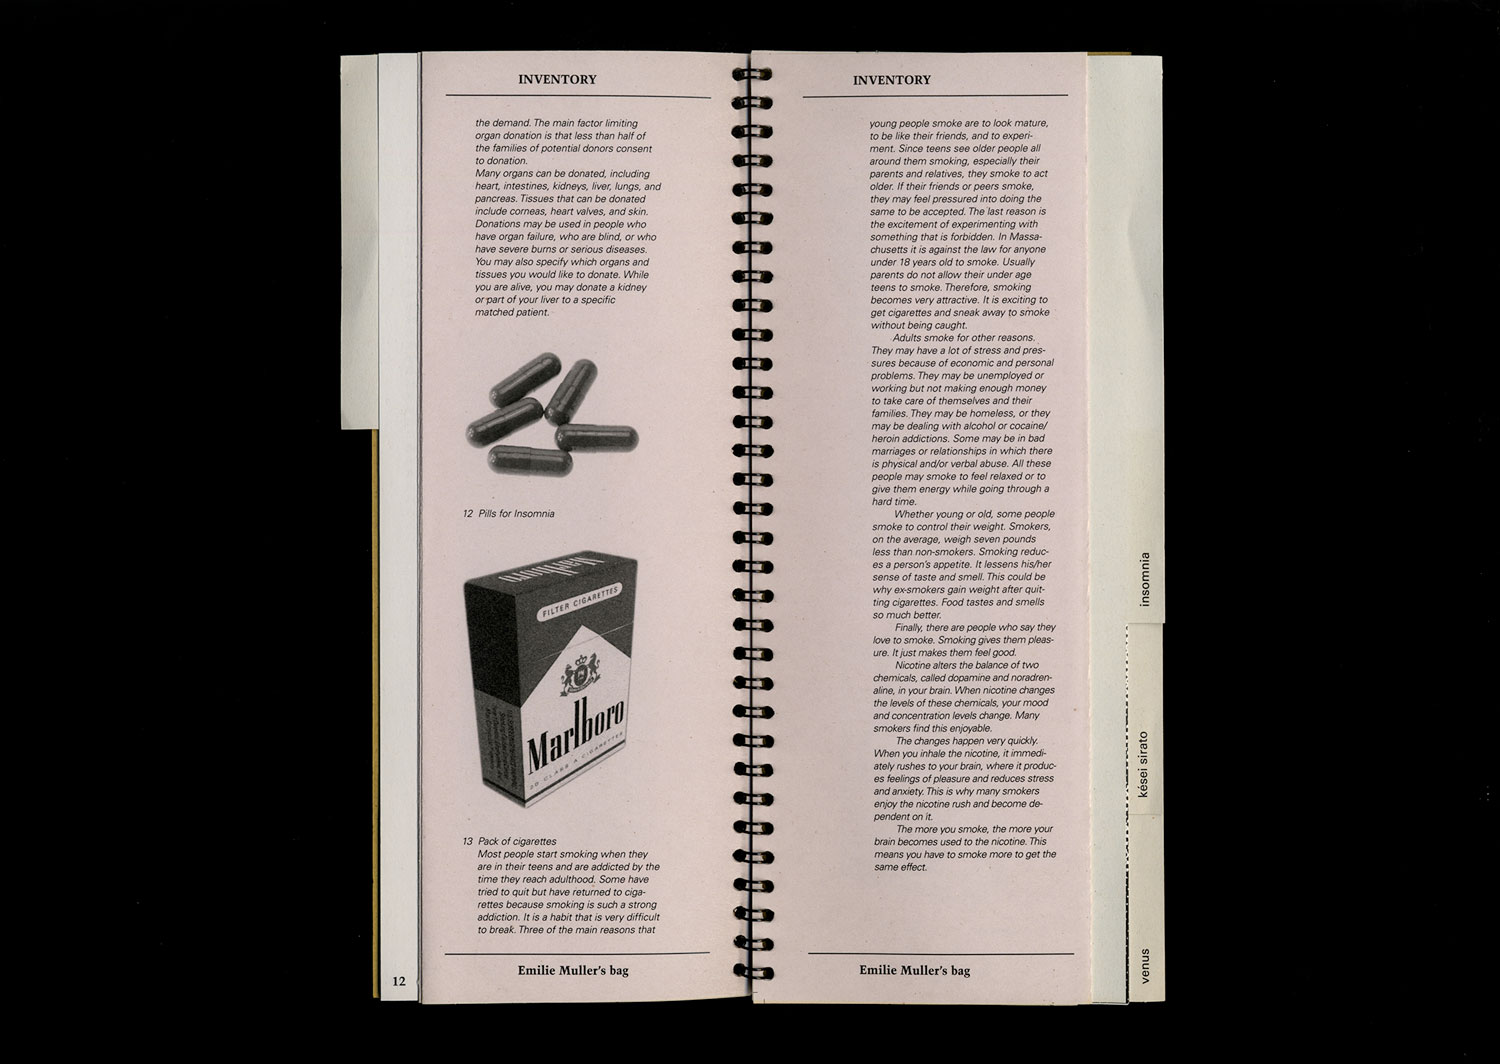 INVENTORY
the demand. The main factor limiting
organ donation is that less than half of
the families of potential donors consent
to donation.
Many organs can be donated, including
heart, intestines, kidneys, liver, lungs, and
pancreas. Tissues that can be donated
include corneas, heart valves, and skin.
Donations may be used in people who
have organ failure, who are blind, or who
have severe burns or serious diseases.
You may also specify which organs and
tissues you would like to donate. While
you are alive, you may donate a kidney
or part of your liver to a specific
matched patient.
12 Pills for Insomnia
Marlboro
FILTER CIGARETTES
Marlboro
20 CLASS A CIGARETTES
13 Pack of cigarettes
Most people start smoking when they
are in their teens and are addicted by the
time they reach adulthood. Some have
tried to quit but have returned to ciga-
rettes because smoking is such a strong
addiction. It is a habit that is very difficult
to break. Three of the main reasons that
Emilie Muller's bag
12
INVENTORY
young people smoke are to look mature,
to be like their friends, and to experi-
ment. Since teens see older people all
around them smoking, especially their
parents and relatives, they smoke to act
older. If their friends or peers smoke,
they may feel pressured into doing the
same to be accepted. The last reason is
the excitement of experimenting with
something that is forbidden. In Massa-
chusetts it is against the law for anyone
under 18 years old to smoke. Usually
parents do not allow their under age
teens to smoke. Therefore, smoking
becomes very attractive. It is exciting to
get cigarettes and sneak away to smoke
without being caught.
Adults smoke for other reasons.
They may have a lot of stress and pres-
sures because of economic and personal
problems. They may be unemployed or
working but not making enough money
to take care of themselves and their
families. They may be homeless, or they
may be dealing with alcohol or cocaine/
heroin addictions. Some may be in bad
marriages or relationships in which there
is physical and/or verbal abuse. All these
people may smoke to feel relaxed or to
give them energy while going through a
hard time.
Whether young or old, some people
smoke to control their weight. Smokers,
on the average, weigh seven pounds
less than non-smokers. Smoking reduc-
es a person's appetite. It lessens his/her
sense of taste and smell. This could be
why ex-smokers gain weight after quit-
ting cigarettes. Food tastes and smells
so much better.
Finally, there are people who say they
love to smoke. Smoking gives them pleas-
ure. It just makes them feel good.
Nicotine alters the balance of two
chemicals, called dopamine and noradren-
aline, in your brain. When nicotine changes
the levels of these chemicals, your mood
and concentration levels change. Many
smokers find this enjoyable.
The changes happen very quickly.
When you inhale the nicotine, it immedi-
ately rushes to your brain, where it produc-
es feelings of pleasure and reduces stress
and anxiety. This is why many smokers
enjoy the nicotine rush and become de-
pendent on it.
The more you smoke, the more your
brain becomes used to the nicotine. This
means you have to smoke more to get the
same effect.
Emilie Muller's bag
insomnia
kései sirato
venus